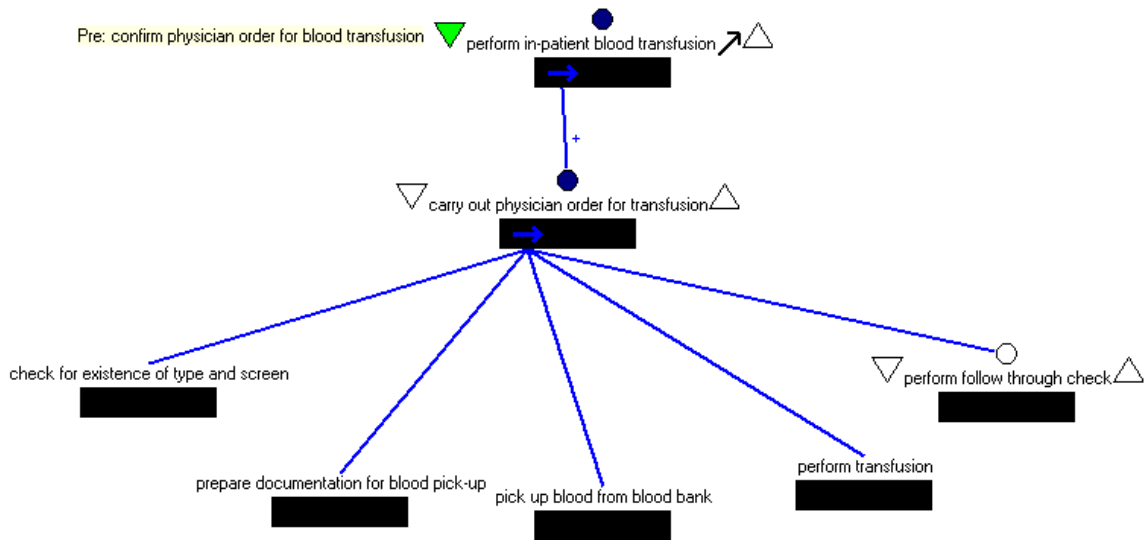 Pre: confirm physician order for blood transfusion
perform in-patient blood transfusion
+
carry out physician order for transfusion
check for existence of type and screen
perform follow through check
prepare documentation for blood pick-up
pick up blood from blood bank
perform transfusion